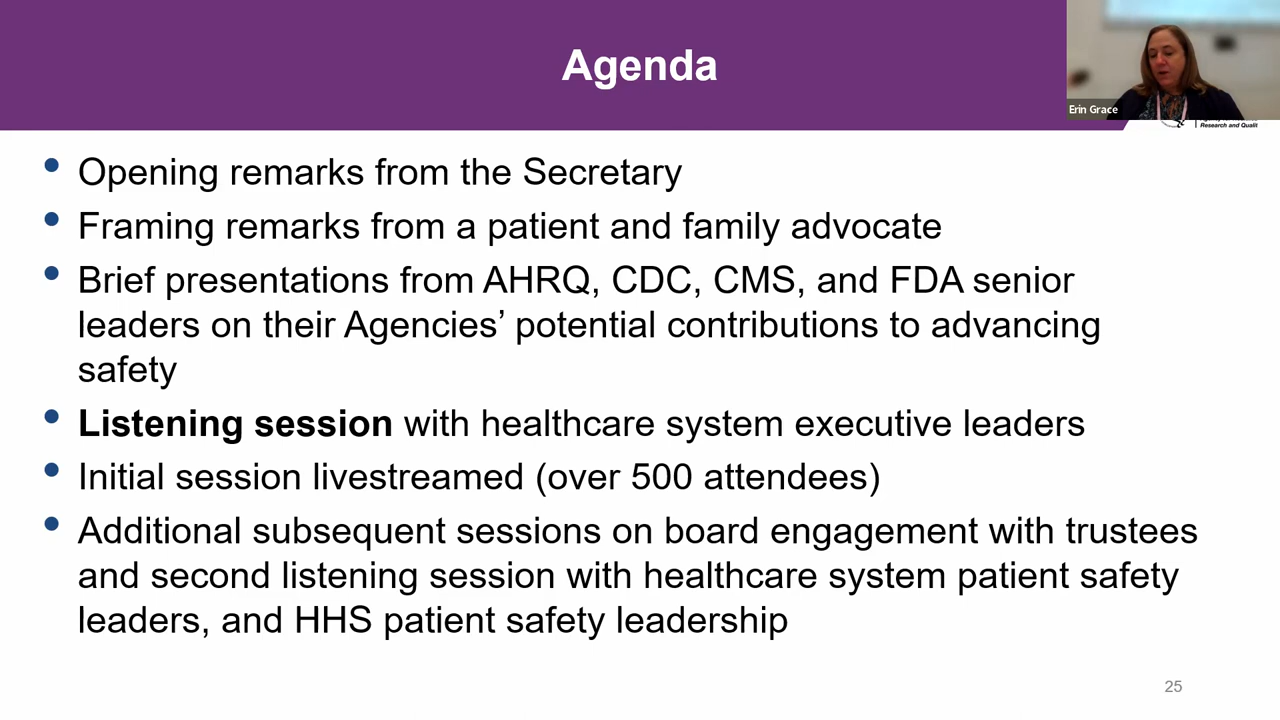 Agenda
Erin Grace
Research and Qualit
• Opening remarks from the Secretary
• Framing remarks from a patient and family advocate
• Brief presentations from AHRQ, CDC, CMS, and FDA senior
leaders on their Agencies’ potential contributions to advancing
safety
• Listening session with healthcare system executive leaders
• Initial session livestreamed (over 500 attendees)
• Additional subsequent sessions on board engagement with trustees
and second listening session with healthcare system patient safety
leaders, and HHS patient safety leadership
25